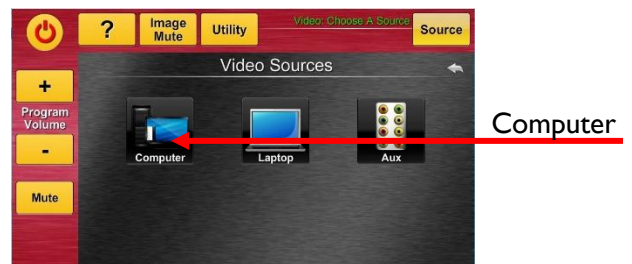 ?
Image
Mute
Utility
Video: Choose A Source
Source
Video Sources
+
Program
Volume
-
Mute
Computer
Laptop
Aux
Computer